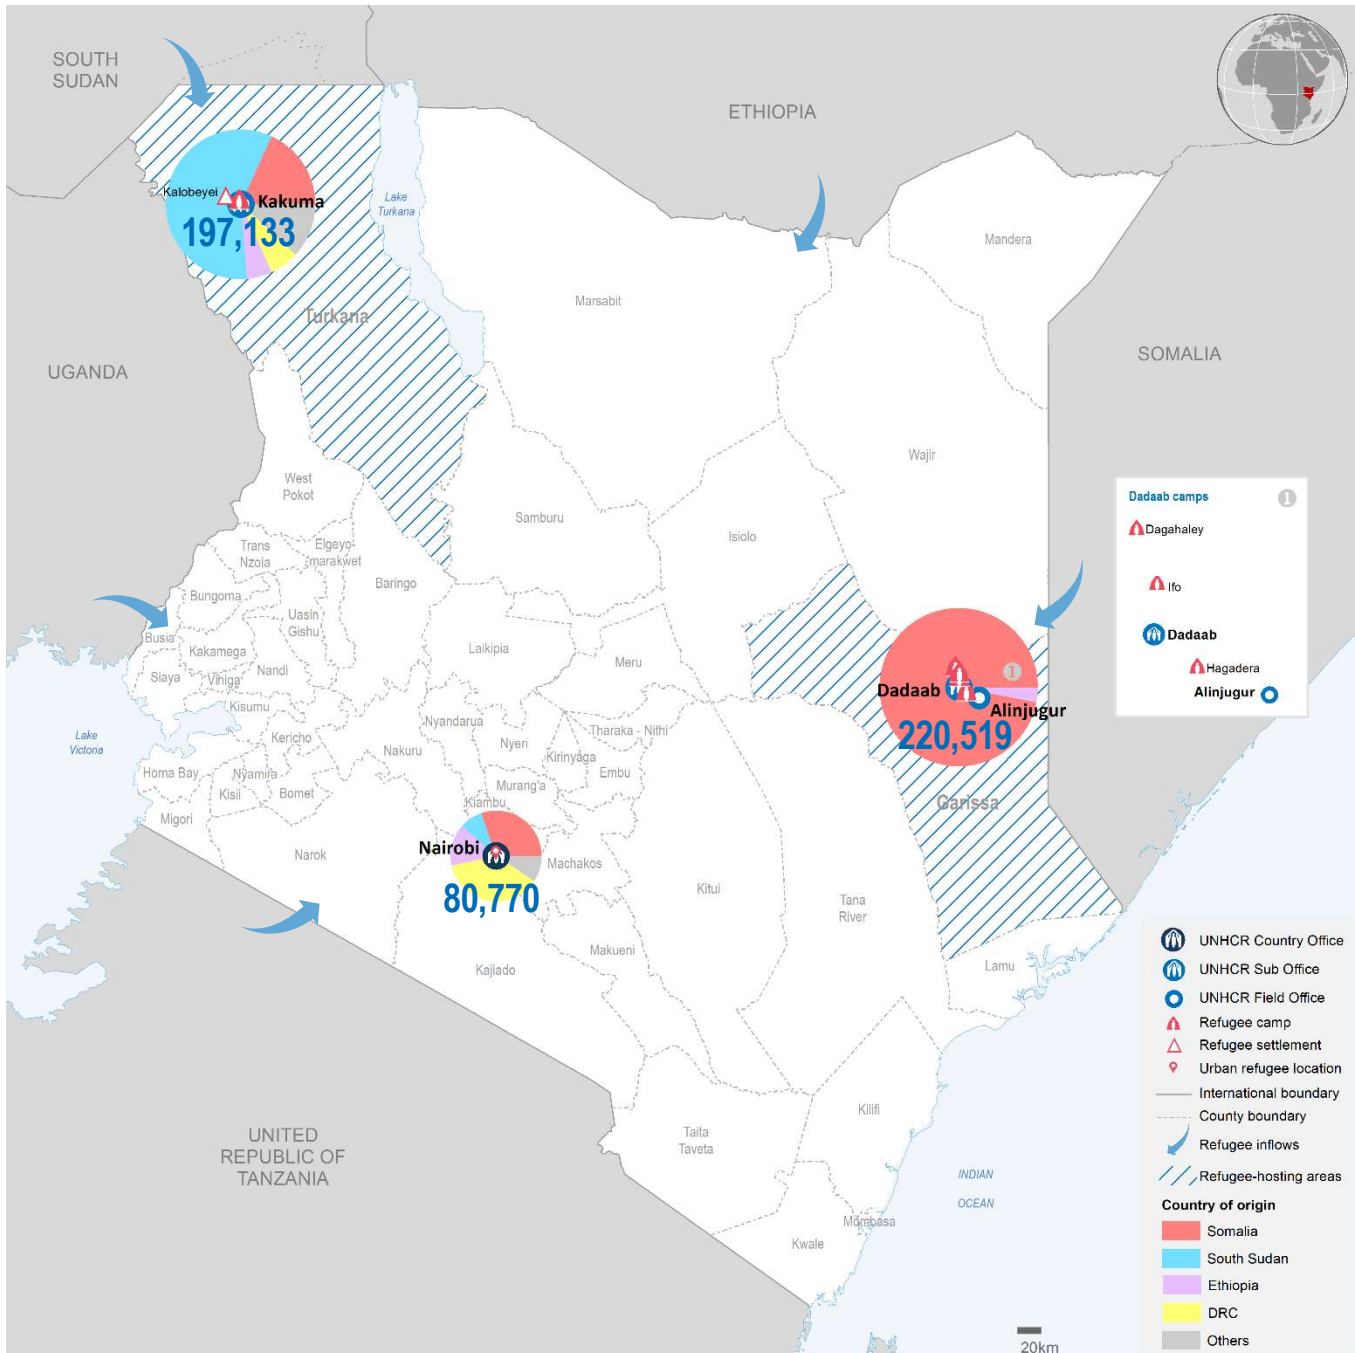 SOUTH
SUDAN
ETHIOPIA
Kalobeyei
Kakuma
197,133
Lake
Turkana
Mandera
Marsabit
Turkana
SOMALIA
UGANDA
Wajir
West
Pokot
Samburu
Isiolo
Dadaab camps
1
Dagahaley
Ifo
Dadaab
Hagadera
Alinjugur
Trans
Nzoia
Elgeyo-
marakwet
Baringo
Bungoma
Uasin
Gishu
Busia
Kakamega
Laikipia
Meru
Siaya
Vihiga
Nandi
Kisumu
1
Dadaab
Alinjugur
220,519
Lake
Victoria
Kericho
Nyandarua
Nakuru
Nyeri
Tharaka - Nithi
Kirinyaga
Embu
Homa Bay
Nyamira
Kisii
Bomet
Murang'a
Kiambu
Migori
Garissa
Narok
Nairobi
80,770
Machakos
Kitui
Tana
River
Makueni
Kajiado
Lamu
UNITED
REPUBLIC OF
TANZANIA
Taita
Taveta
Kilifi
INDIAN
OCEAN
Mombasa
Kwale
UNHCR Country Office
UNHCR Sub Office
UNHCR Field Office
Refugee camp
Refugee settlement
Urban refugee location
International boundary
County boundary
Refugee inflows
Refugee-hosting areas
Country of origin
Somalia
South Sudan
Ethiopia
DRC
Others
20km